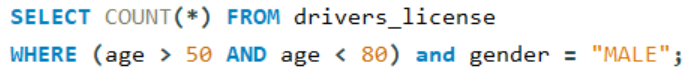 SELECT COUNT(*) FROM drivers_license
WHERE (age > 50 AND age < 80) and gender = "MALE";